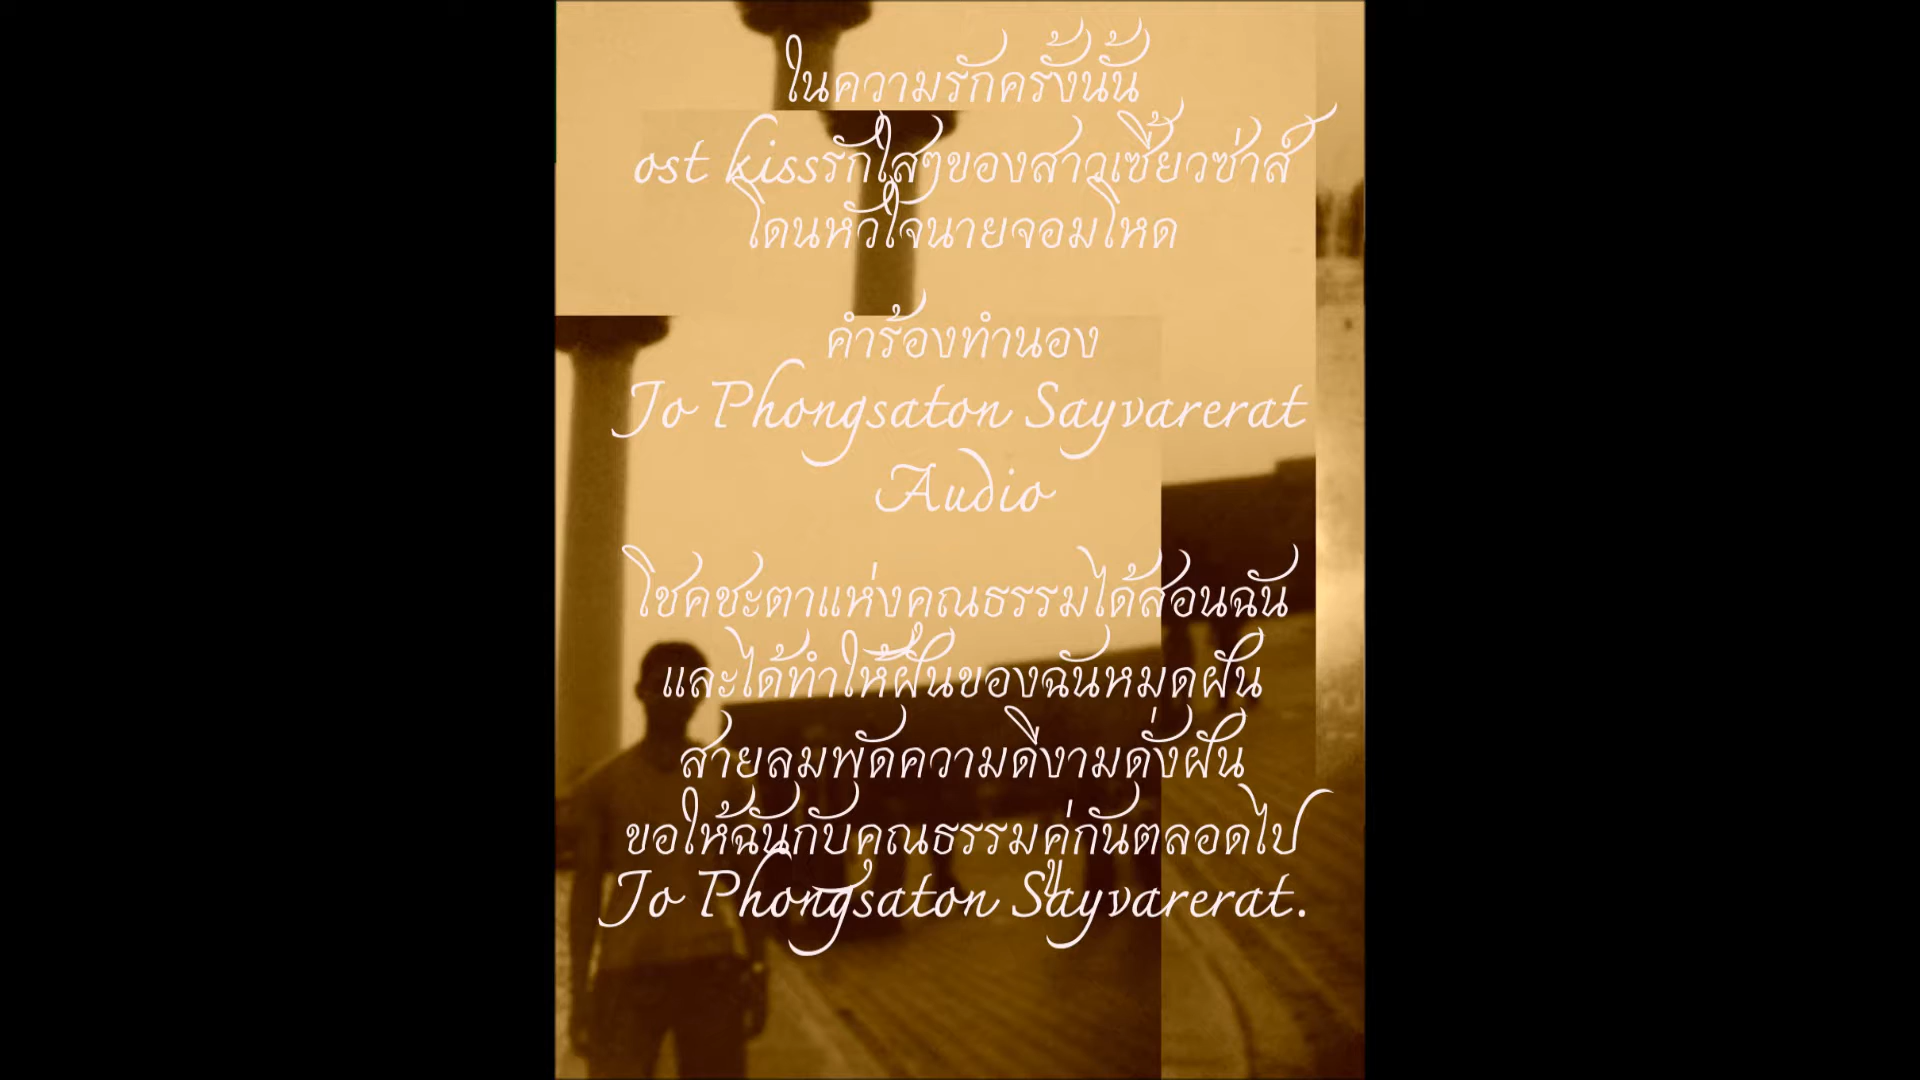 ในความรักครั้งนั้น
ost kissรักใสๆของสาวเซี้ยวซ่าส์
โดนหัวใจนายจอมโหด
คำร้องทำนอง
Jo Phongsaton Sayvarerat
Audio
โชคชะตาแห่งคุณธรรมได้สอนฉัน
และได้ทำให้ฝันของฉันหมดฝัน
สายลมพัดความดีงามดั่งฝัน
ขอให้ฉันกับคุณธรรมคู่กันตลอดไป
Jo Phongsaton Sayvarerat.